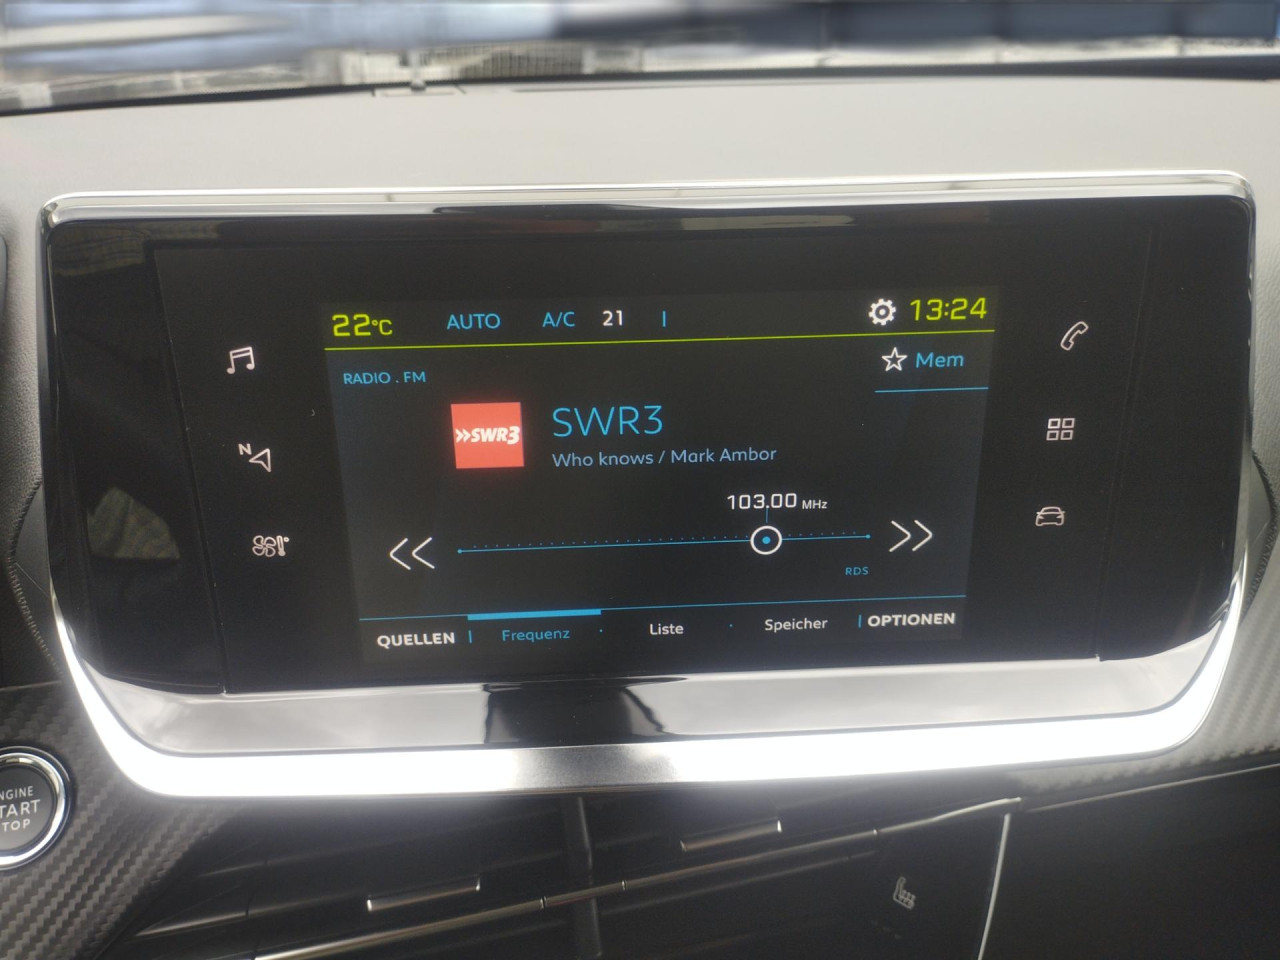 22°C AUTO A/C 21 13:24
RADIO . FM
Mem
»SWR3
SWR3
Who knows / Mark Ambor
103.00 MHz
N
RDS
QUELLEN | Frequenz · Liste · Speicher | OPTIONEN
ENGINE
START
STOP